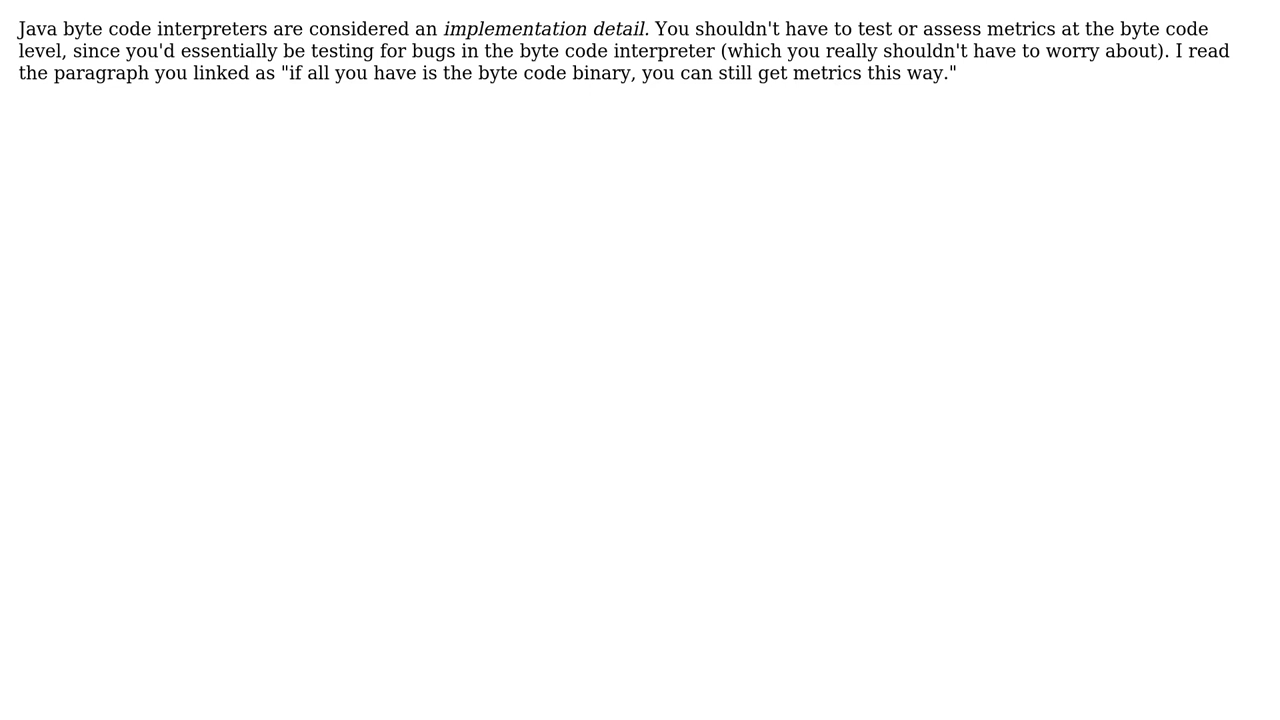 Java byte code interpreters are considered an implementation detail. You shouldn't have to test or assess metrics at the byte code
level, since you'd essentially be testing for bugs in the byte code interpreter (which you really shouldn't have to worry about). I read
the paragraph you linked as "if all you have is the byte code binary, you can still get metrics this way."